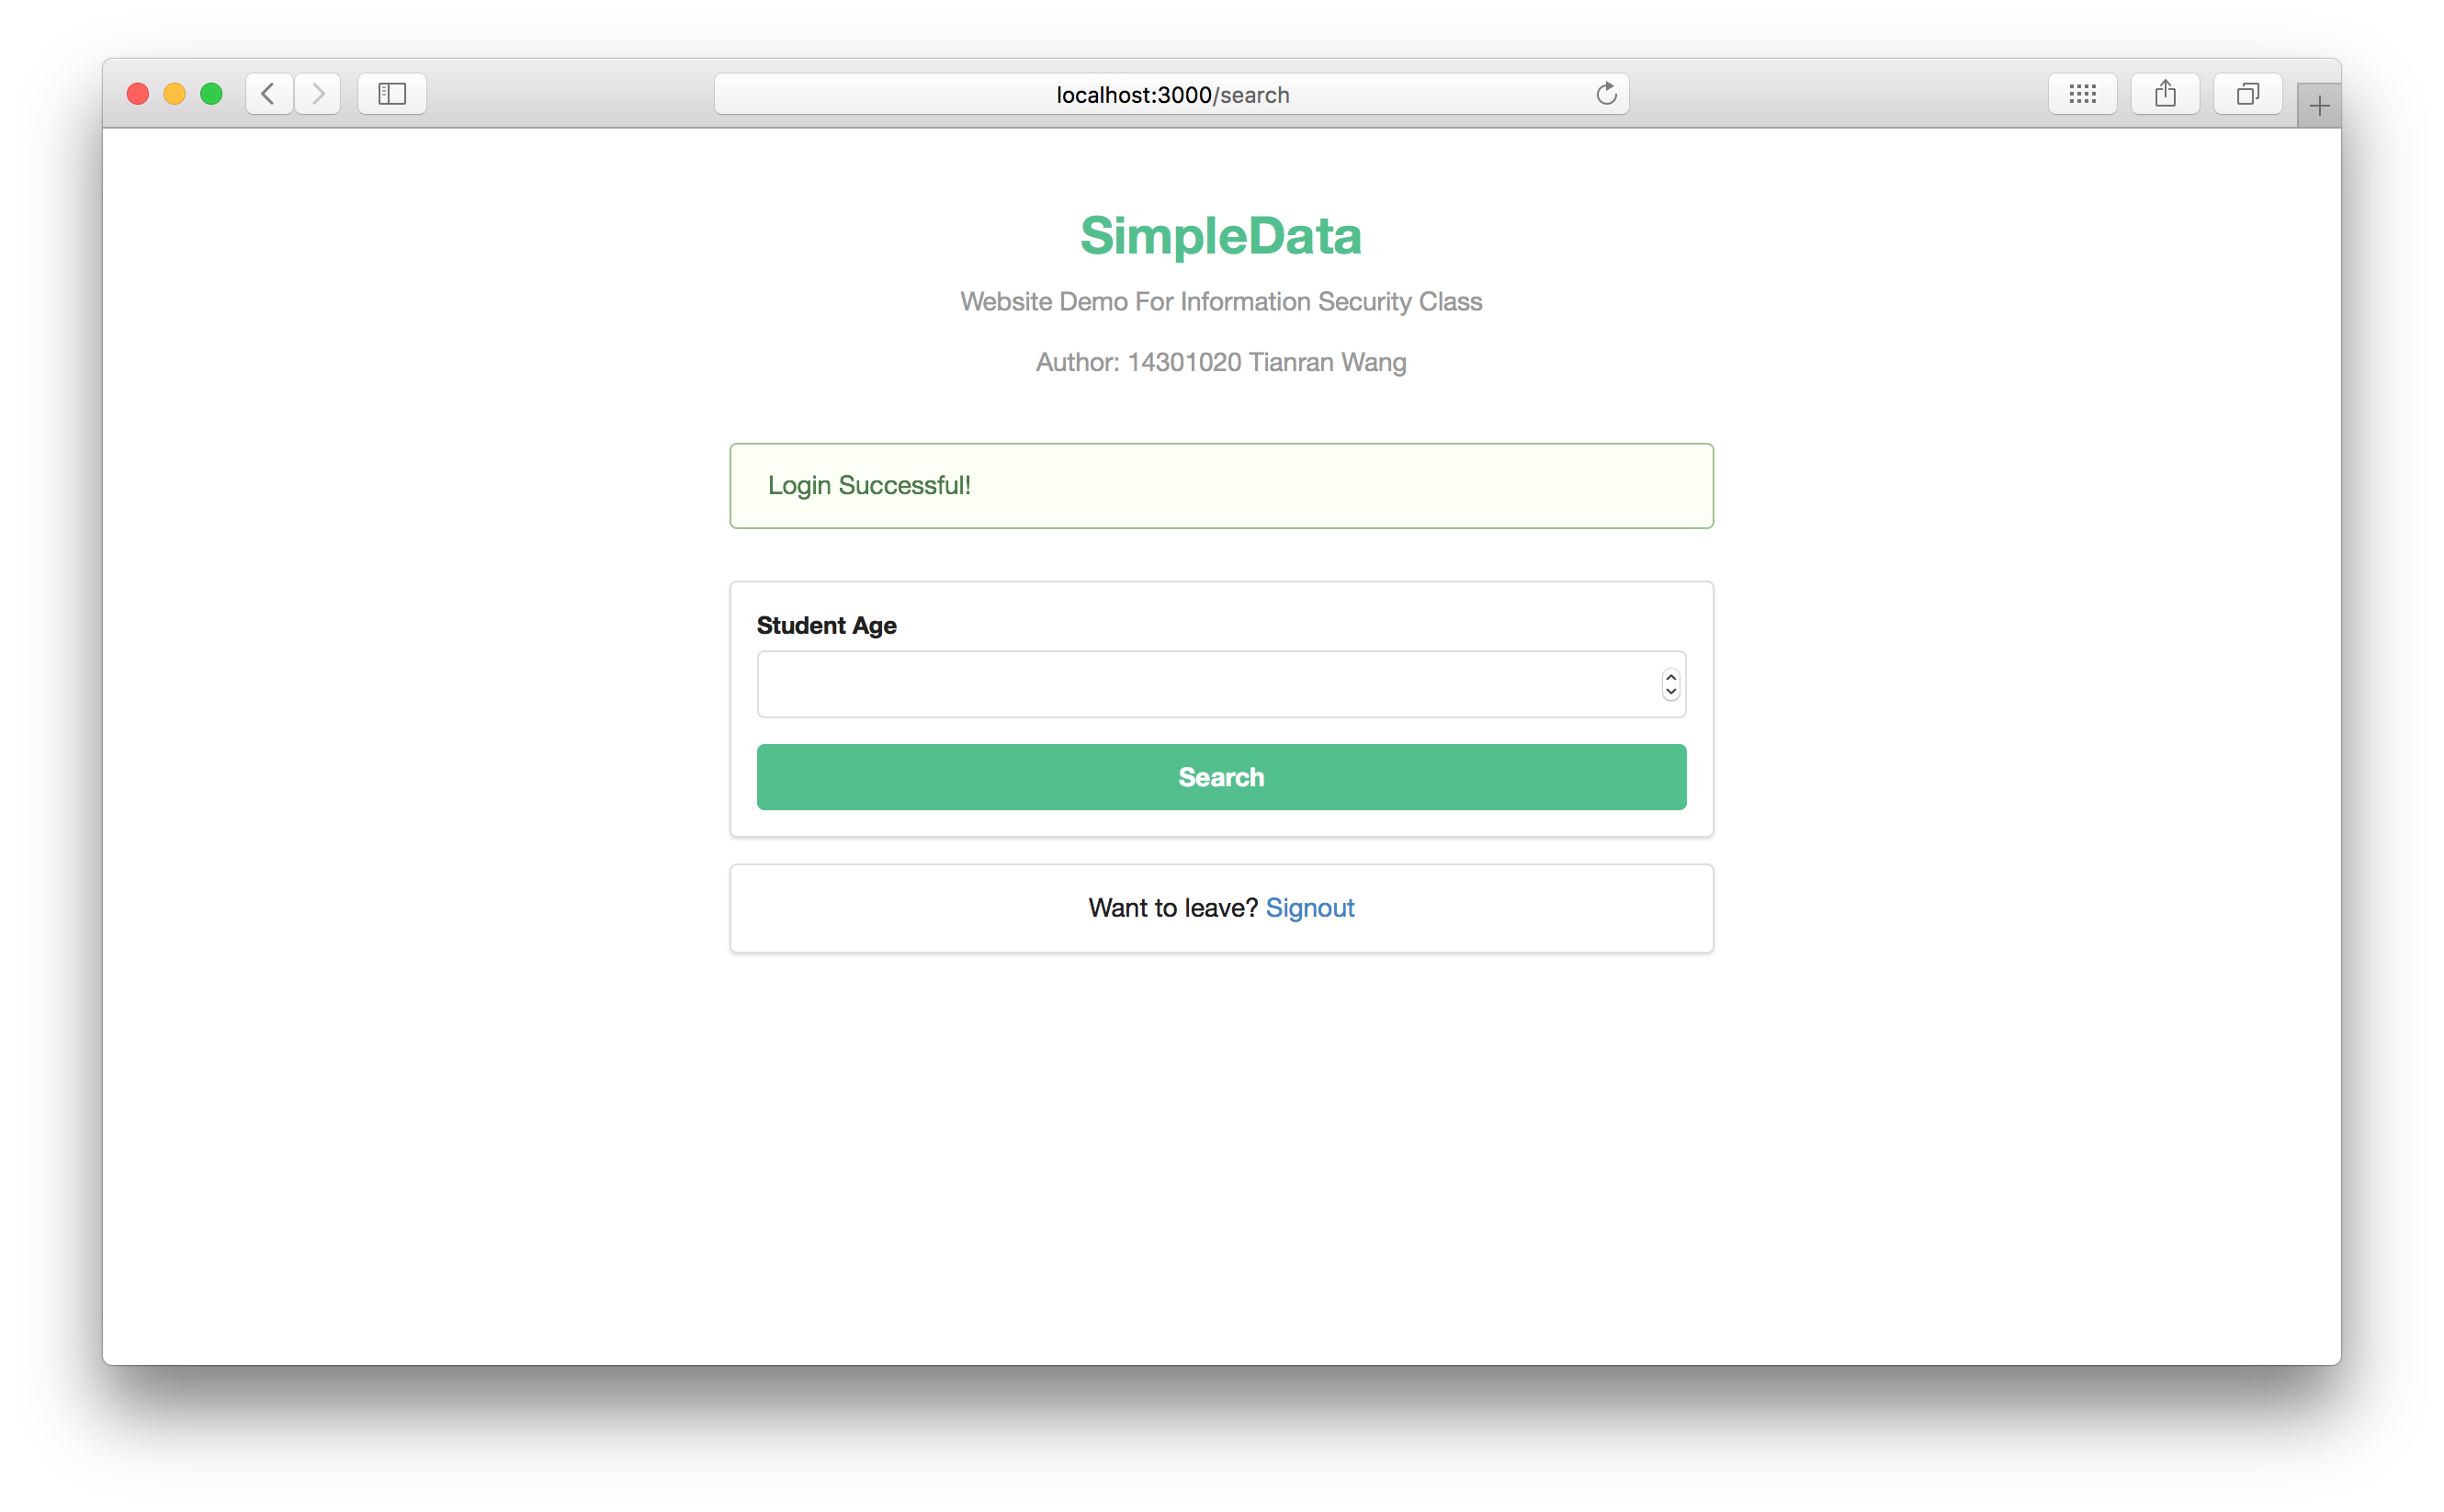 localhost:3000/search
SimpleData
Website Demo For Information Security Class
Author: 14301020 Tianran Wang
Login Successful!
Student Age
Search
Want to leave? Signout